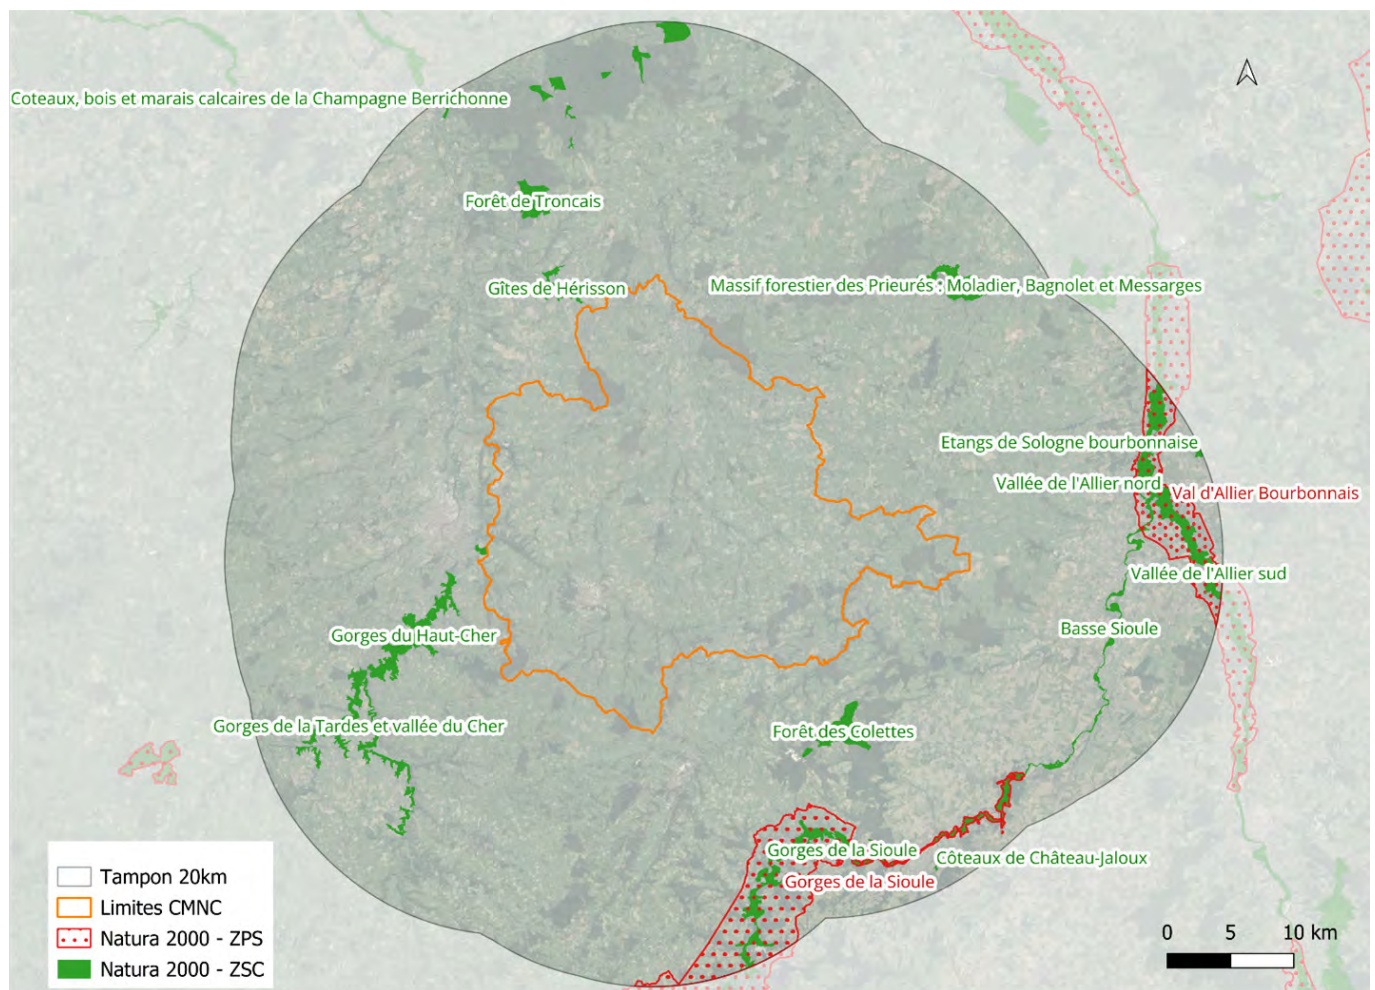 Coteaux, bois et marais calcaires de la Champagne Berrichonne
Forêt de Troncais
Gîtes de Hérisson
Massif forestier des Prieurés : Moladier, Bagnolet et Messarges
Etangs de Sologne bourbonnaise
Vallée de l'Allier nord
Val d'Allier Bourbonnais
Vallée de l'Allier sud
Basse Sioule
Gorges du Haut-Cher
Gorges de la Tardes et vallée du Cher
Forêt des Colettes
Gorges de la Sioule
Côteaux de Château-Jaloux
Gorges de la Sioule
Tampon 20km
Limites CMNC
Natura 2000 - ZPS
Natura 2000 - ZSC
0 5 10 km